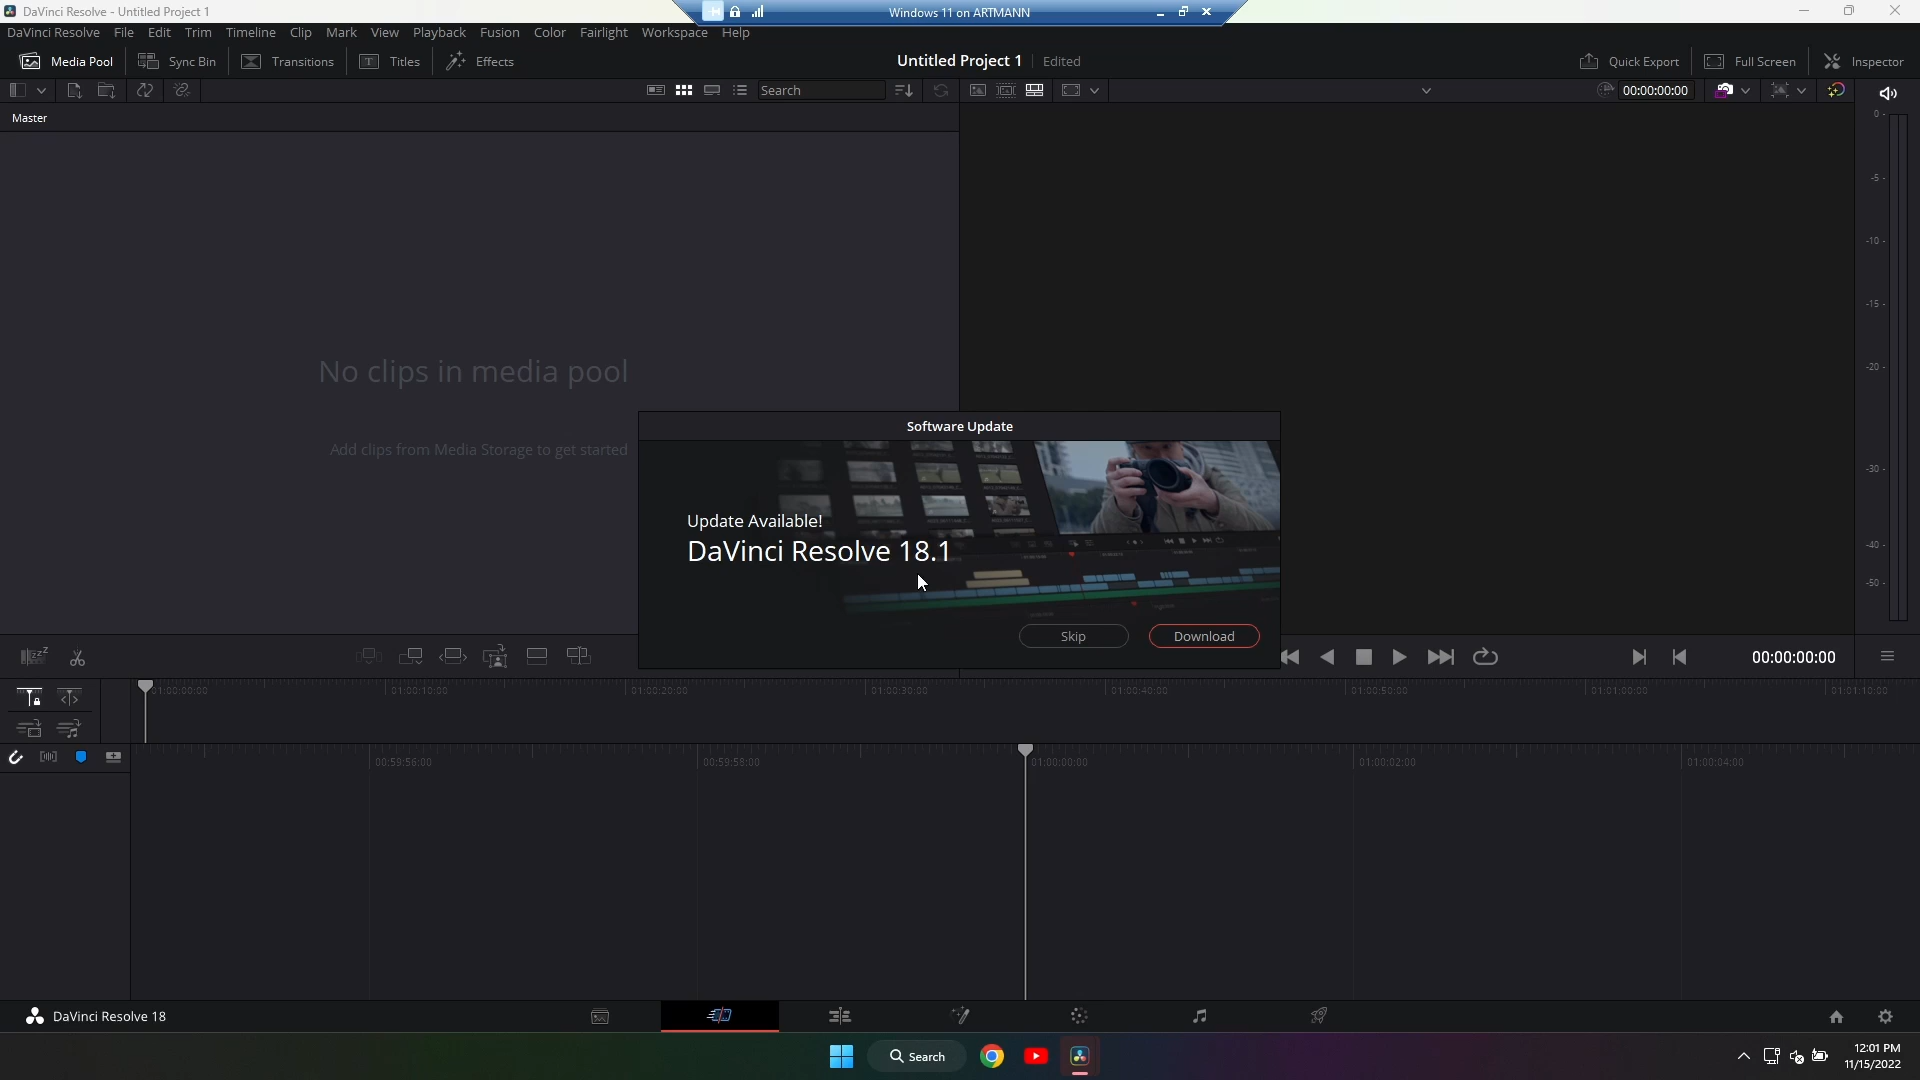 DaVinci Resolve - Untitled Project 1
Windows 11 on ARTMANN
DaVinci Resolve File Edit Trim Timeline Clip Mark View Playback Fusion Color Fairlight Workspace Help
Media Pool Sync Bin Transitions Titles Effects Untitled Project 1 Edited Quick Export Full Screen Inspector
Search 00:00:00:00
Master
0 -
-5 -
-10 -
-15 -
-20 -
-30 -
-40 -
-50 -
No clips in media pool
Add clips from Media Storage to get started
Software Update
Update Available!
DaVinci Resolve 18.1
Skip Download
00:00:00:00
01:00:00:00 01:00:10:00 01:00:20:00 01:00:30:00 01:00:40:00 01:00:50:00 01:01:00:00 01:01:10:00
00:59:56:00 00:59:58:00 01:00:00:00 01:00:02:00 01:00:04:00
DaVinci Resolve 18
Search
12:01 PM
11/15/2022